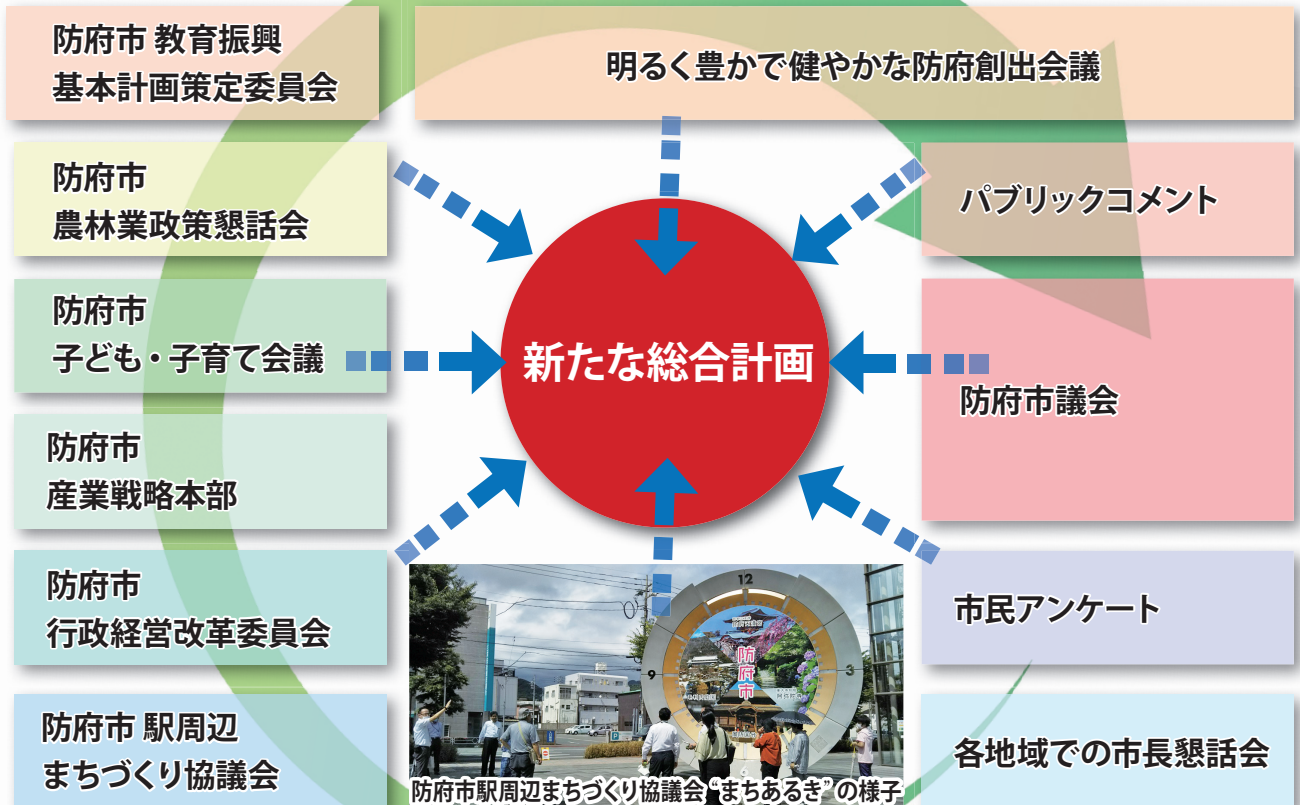 防府市 教育振興
基本計画策定委員会
明るく豊かで健やかな防府創出会議
防府市
農林業政策懇話会
パブリックコメント
防府市
子ども・子育て会議
新たな総合計画
防府市議会
防府市
産業戦略本部
防府市
行政経営改革委員会
市民アンケート
12
3
9
防府市
防府市 駅周辺
まちづくり協議会
各地域での市長懇話会
防府市駅周辺まちづくり協議会 “まちあるき” の様子